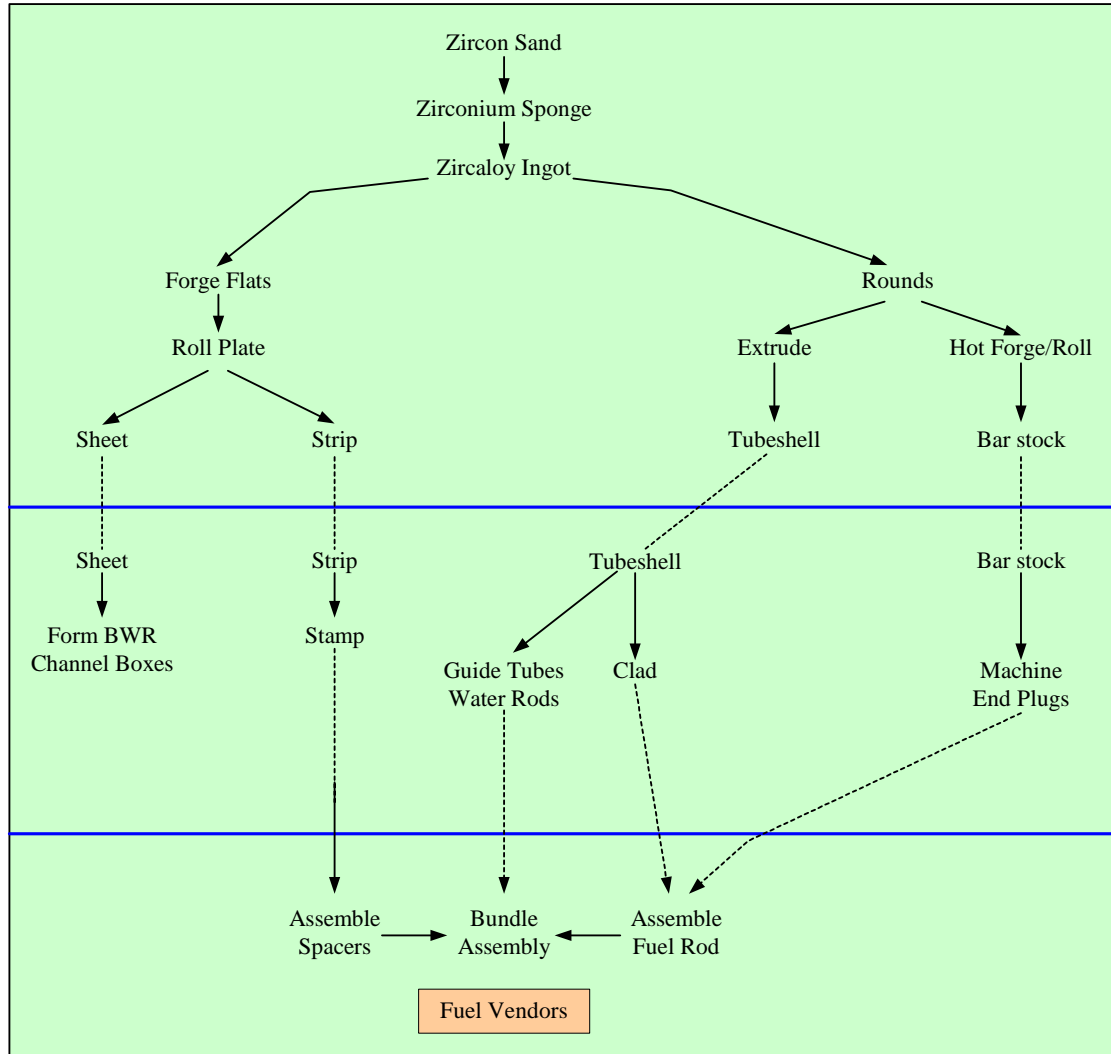 Zircon Sand
Zirconium Sponge
Zircaloy Ingot
Forge Flats
Rounds
Roll Plate
Extrude
Hot Forge/Roll
Sheet
Strip
Tubeshell
Bar stock
Sheet
Strip
Tubeshell
Bar stock
Form BWR
Channel Boxes
Stamp
Guide Tubes
Water Rods
Clad
Machine
End Plugs
Assemble
Spacers
Bundle
Assembly
Assemble
Fuel Rod
Fuel Vendors